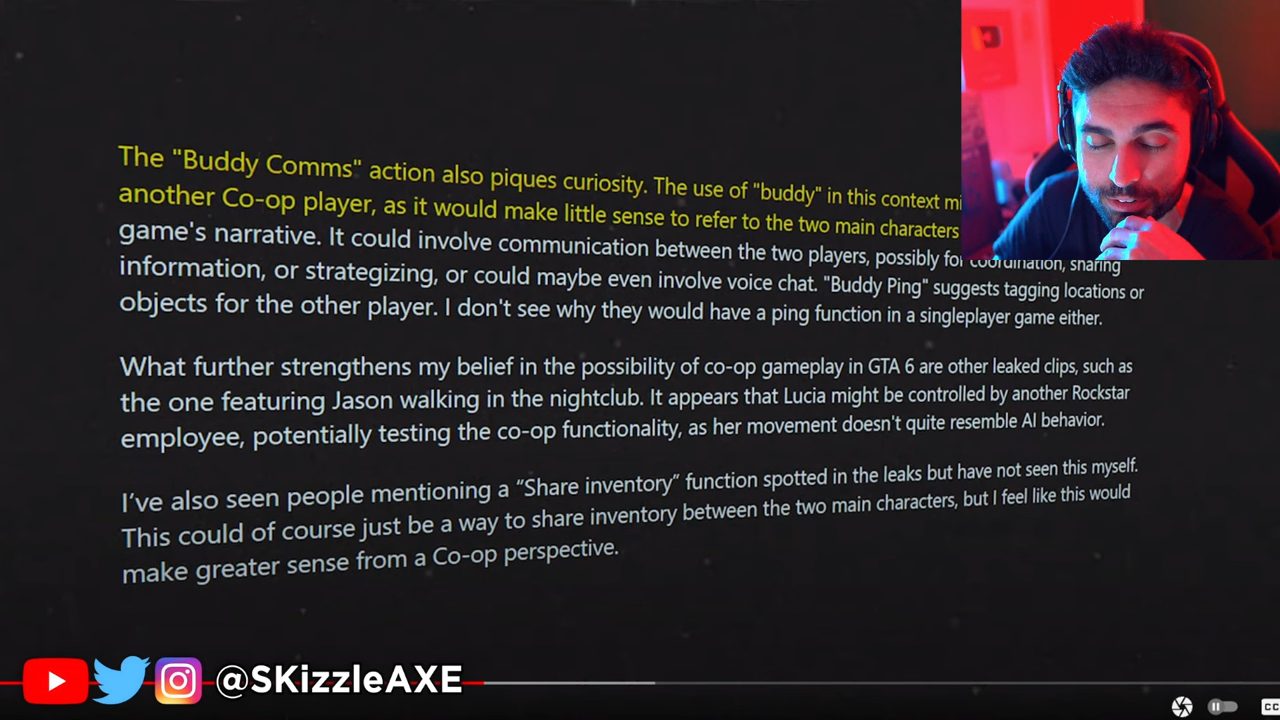 The "Buddy Comms" action also piques curiosity. The use of "buddy" in this context
another Co-op player, as it would make little sense to refer to the two main characters
game's narrative. It could involve communication between the two players, possibly for coordination, sharing
information, or strategizing, or could maybe even involve voice chat. "Buddy Ping" suggests tagging locations or
objects for the other player. I don't see why they would have a ping function in a singleplayer game either.
What further strengthens my belief in the possibility of co-op gameplay in GTA 6 are other leaked clips, such as
the one featuring Jason walking in the nightclub. It appears that Lucia might be controlled by another Rockstar
employee, potentially testing the co-op functionality, as her movement doesn't quite resemble AI behavior.
I've also seen people mentioning a "Share inventory" function spotted in the leaks but have not seen this myself.
This could of course just be a way to share inventory between the two main characters, but I feel like this would
make greater sense from a Co-op perspective.
@SKizzleAXE
CC